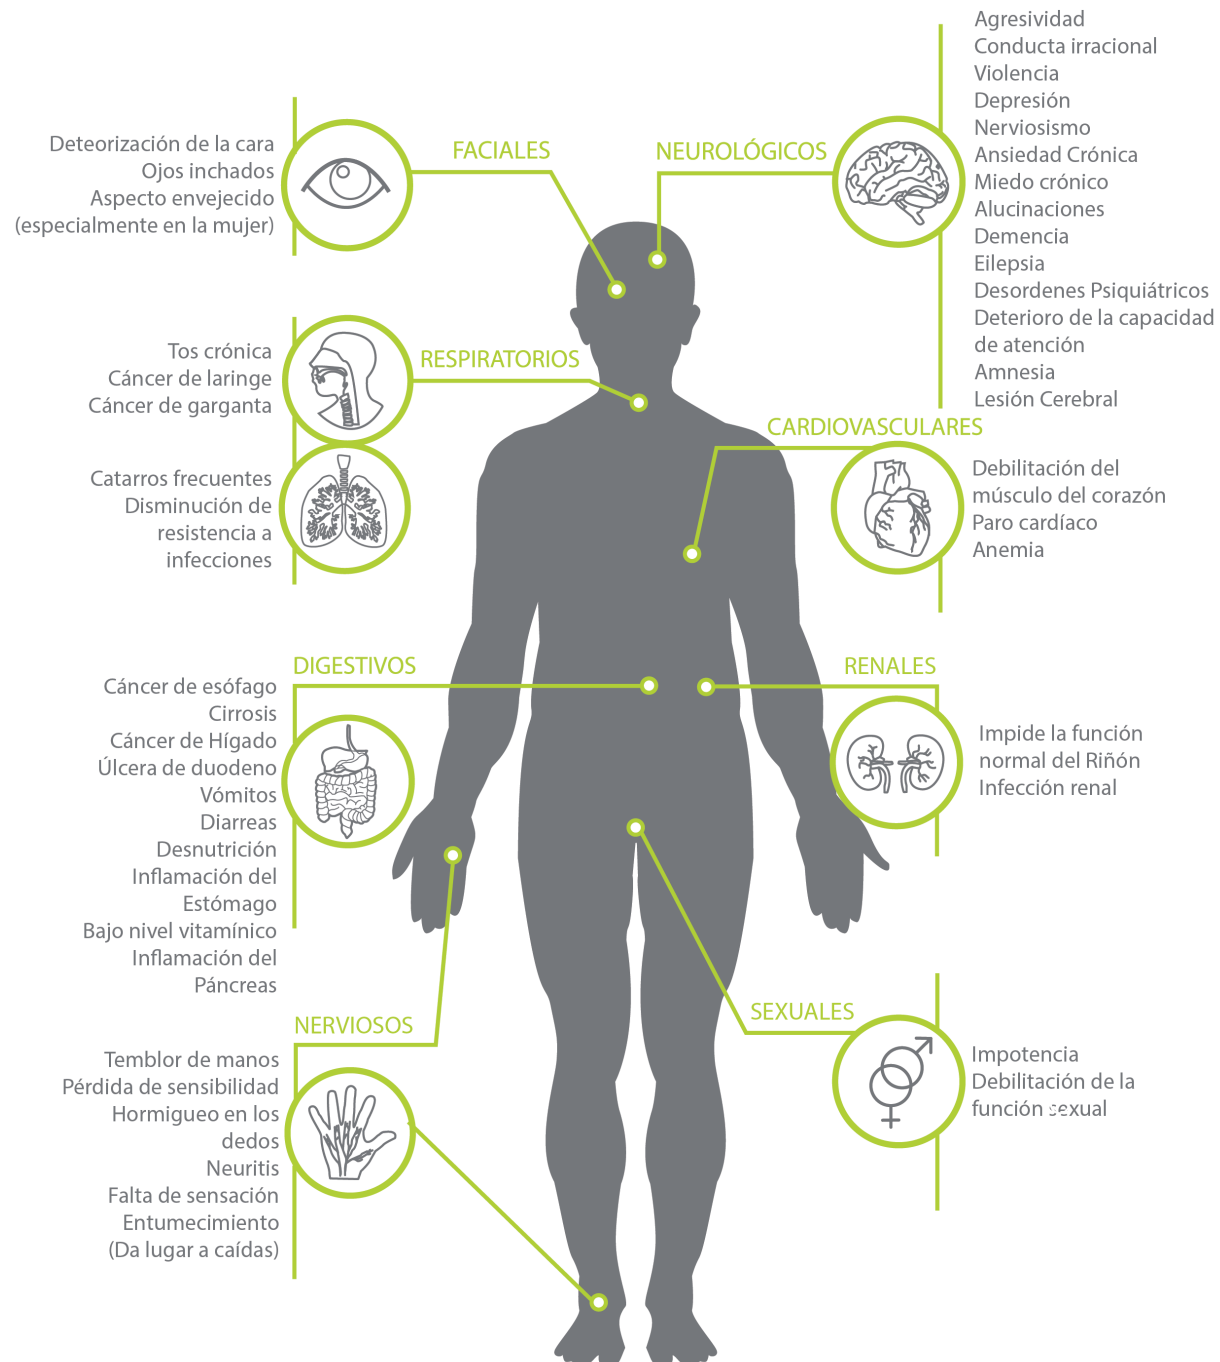 FACIALES
Deteorización de la cara
Ojos inchados
Aspecto envejecido
(especialmente en la mujer)
NEUROLÓGICOS
Agresividad
Conducta irracional
Violencia
Depresión
Nerviosismo
Ansiedad Crónica
Miedo crónico
Alucinaciones
Demencia
Eilepsia
Desordenes Psiquiátricos
Deterioro de la capacidad
de atención
Amnesia
Lesión Cerebral
RESPIRATORIOS
Tos crónica
Cáncer de laringe
Cáncer de garganta
Catarros frecuentes
Disminución de
resistencia a
infecciones
CARDIOVASCULARES
Debilitación del
músculo del corazón
Paro cardíaco
Anemia
DIGESTIVOS
Cáncer de esófago
Cirrosis
Cáncer de Hígado
Úlcera de duodeno
Vómitos
Diarreas
Desnutrición
Inflamación del
Estómago
Bajo nivel vitamínico
Inflamación del
Páncreas
RENALES
Impide la función
normal del Riñón
Infección renal
NERVIOSOS
Temblor de manos
Pérdida de sensibilidad
Hormigueo en los
dedos
Neuritis
Falta de sensación
Entumecimiento
(Da lugar a caídas)
SEXUALES
Impotencia
Debilitación de la
función sexual